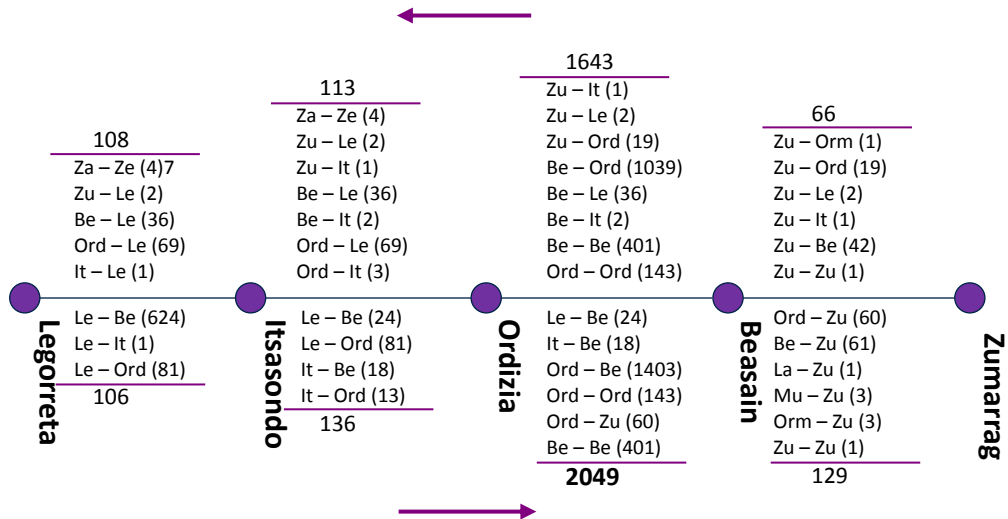 108
Za – Ze (4)7
Zu – Le (2)
Be – Le (36)
Ord – Le (69)
It – Le (1)
113
Za – Ze (4)
Zu – Le (2)
Zu – It (1)
Be – Le (36)
Be – It (2)
Ord – Le (69)
Ord – It (3)
1643
Zu – It (1)
Zu – Le (2)
Zu – Ord (19)
Be – Ord (1039)
Be – Le (36)
Be – It (2)
Be – Be (401)
Ord – Ord (143)
66
Zu – Orm (1)
Zu – Ord (19)
Zu – Le (2)
Zu – It (1)
Zu – Be (42)
Zu – Zu (1)
Legorreta
Le – Be (624)
Le – It (1)
Le – Ord (81)
106
Itsasondo
Le – Be (24)
Le – Ord (81)
It – Be (18)
It – Ord (13)
136
Ordizia
Le – Be (24)
It – Be (18)
Ord – Be (1403)
Ord – Ord (143)
Ord – Zu (60)
Be – Be (401)
2049
Beasain
Ord – Zu (60)
Be – Zu (61)
La – Zu (1)
Mu – Zu (3)
Orm – Zu (3)
Zu – Zu (1)
129
Zumarrag